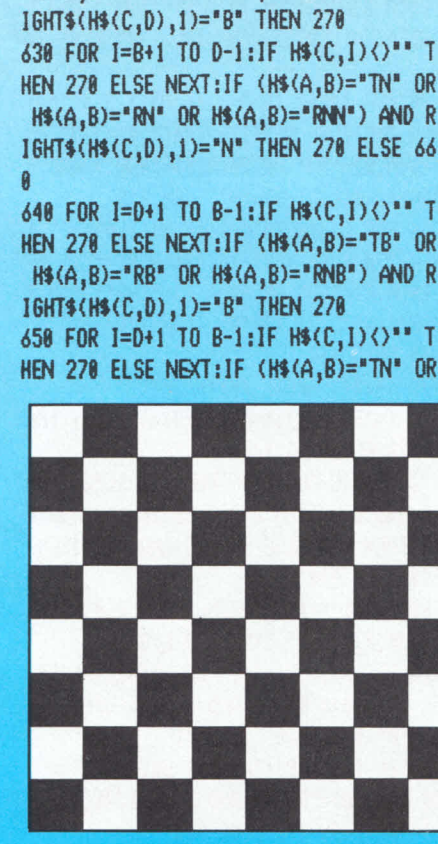 IGHT$(H$(C,D),1)="B" THEN 270
630 FOR I=B+1 TO D-1:IF H$(C,I)<>"" T
HEN 270 ELSE NEXT:IF (H$(A,B)="TN" OR
H$(A,B)="RN" OR H$(A,B)="RNN") AND R
IGHT$(H$(C,D),1)="N" THEN 270 ELSE 66
0
640 FOR I=D+1 TO B-1:IF H$(C,I)<>"" T
HEN 270 ELSE NEXT:IF (H$(A,B)="TB" OR
H$(A,B)="RB" OR H$(A,B)="RNB") AND R
IGHT$(H$(C,D),1)="B" THEN 270
650 FOR I=D+1 TO B-1:IF H$(C,I)<>"" T
HEN 270 ELSE NEXT:IF (H$(A,B)="TN" OR